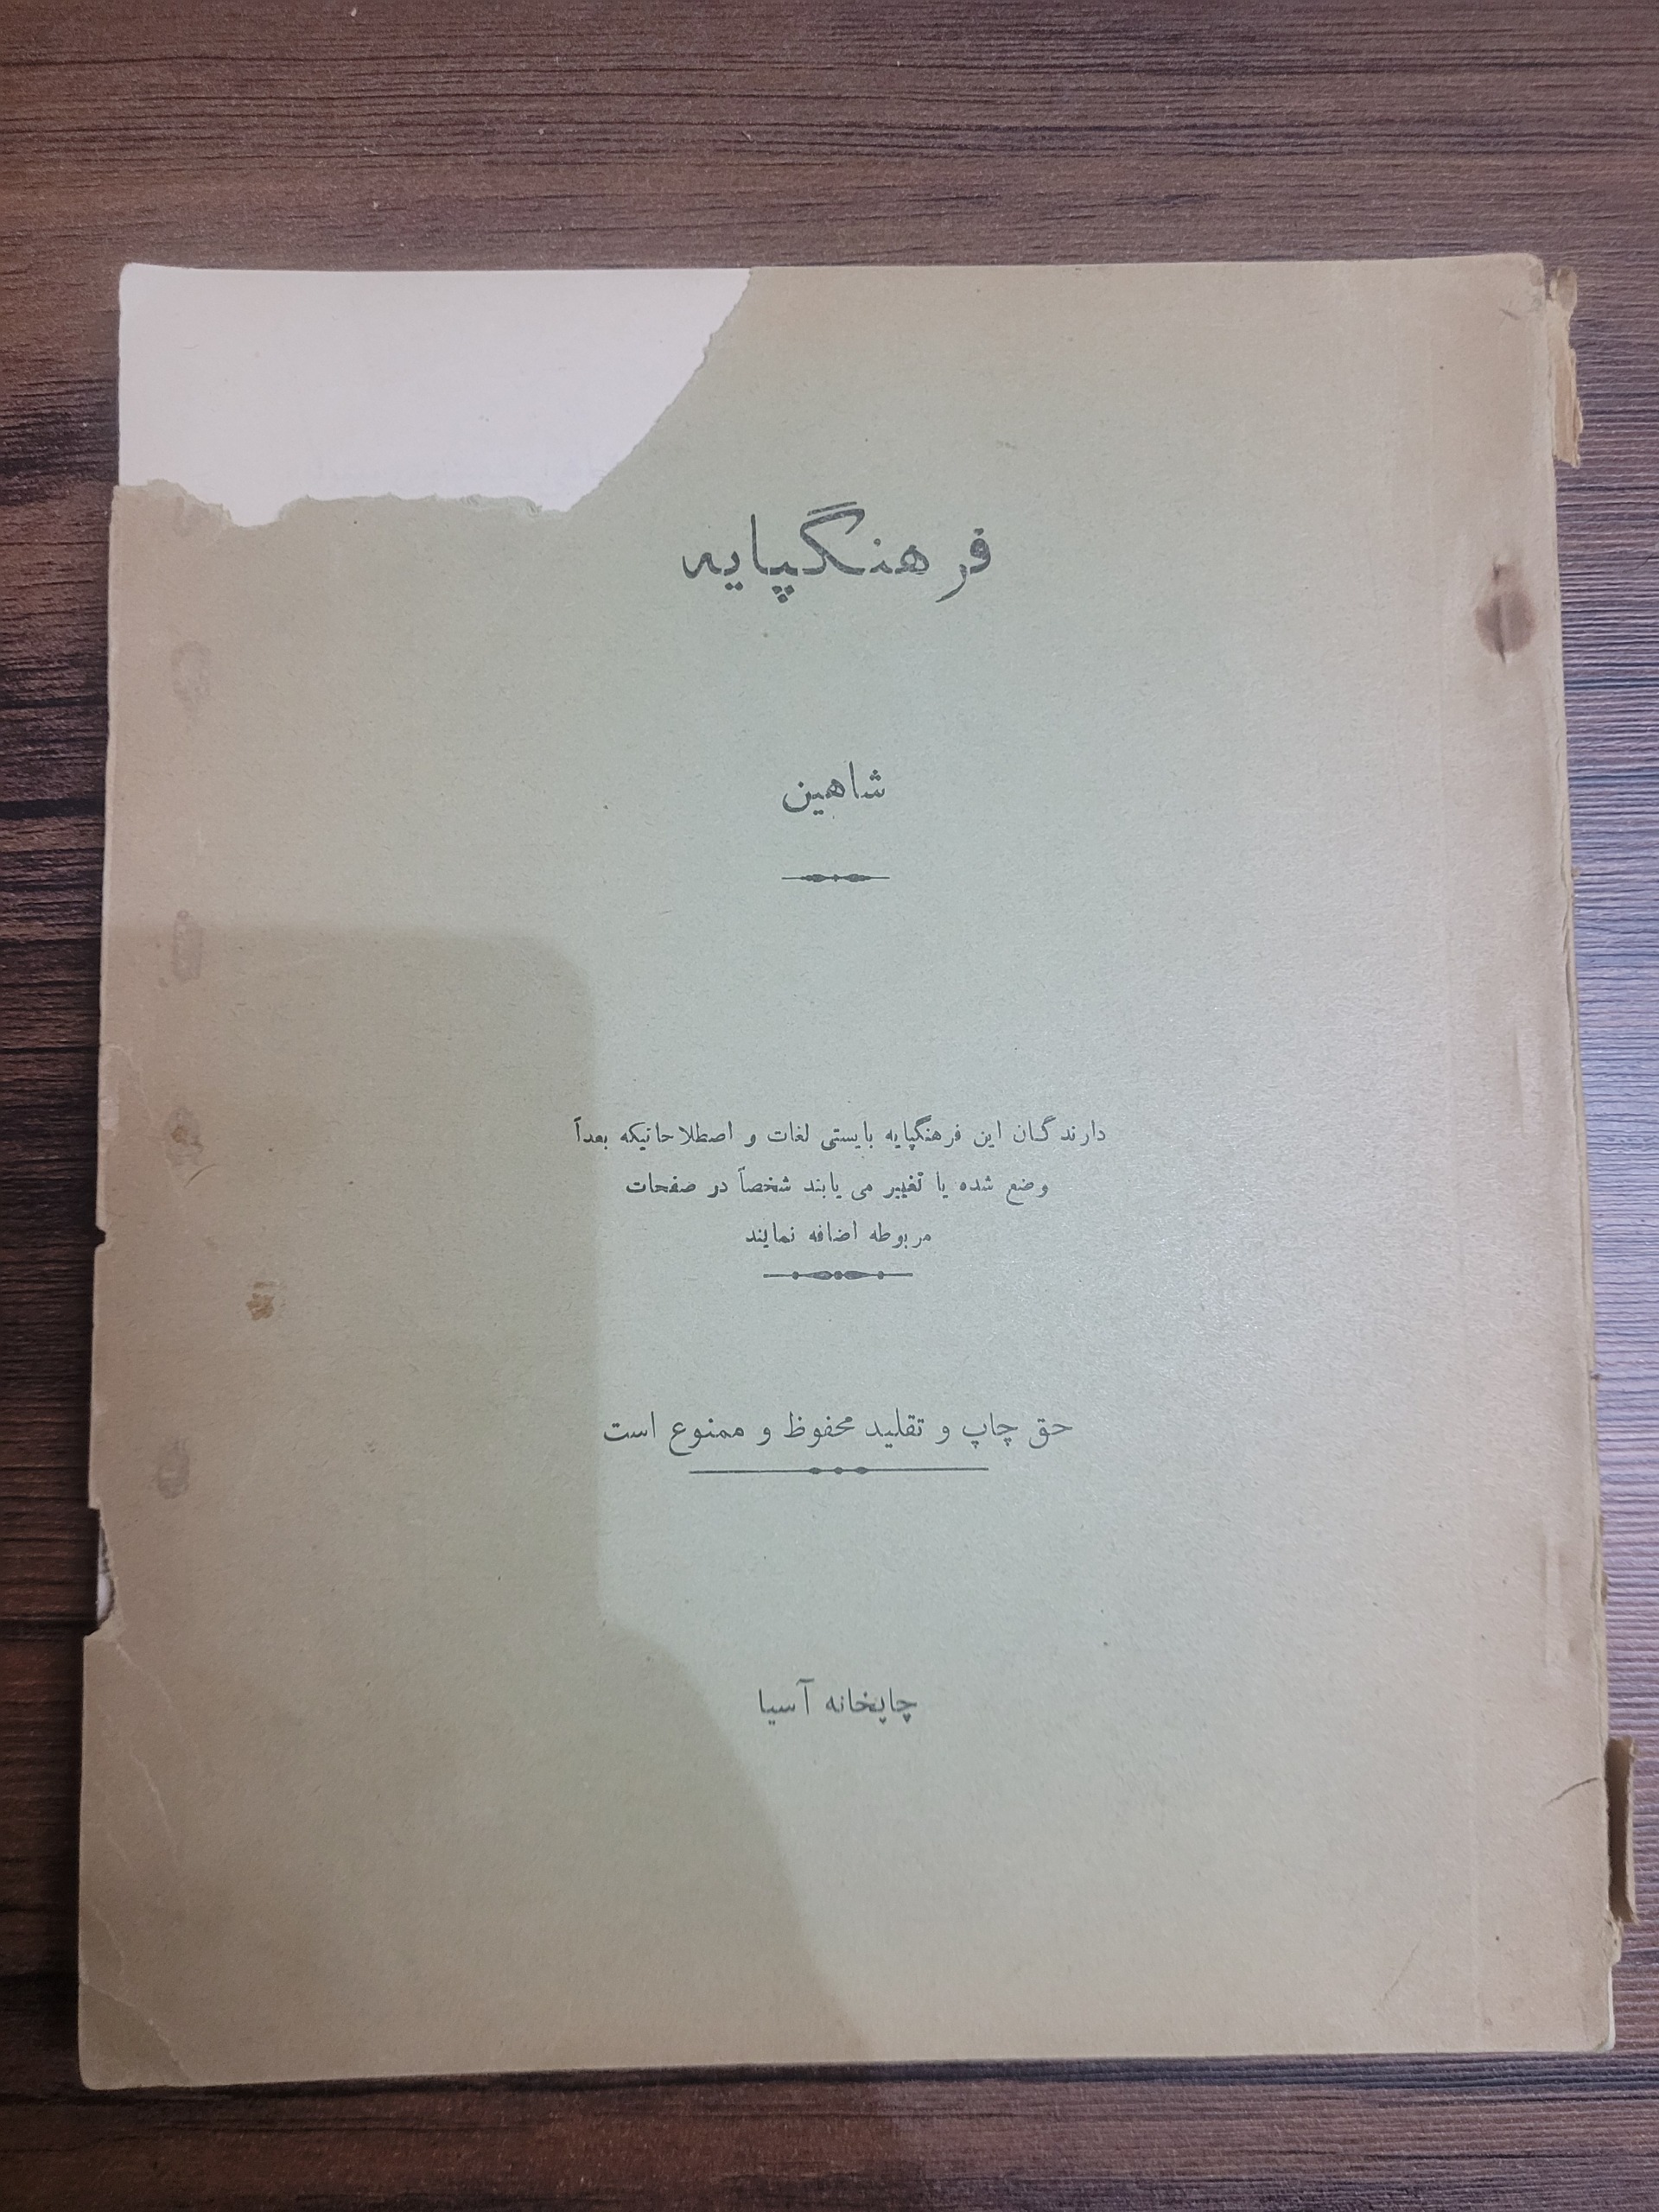 فرهنگپایه
شاهین
دارندگان این فرهنگپایه بایستی لغات و اصطلاحاتیکه بعداً
وضع شده یا تغییر می یابند شخصاً در صفحات
مربوطه اضافه نمایند
حق چاپ و تقلید محفوظ و ممنوع است
چاپخانه آسیا